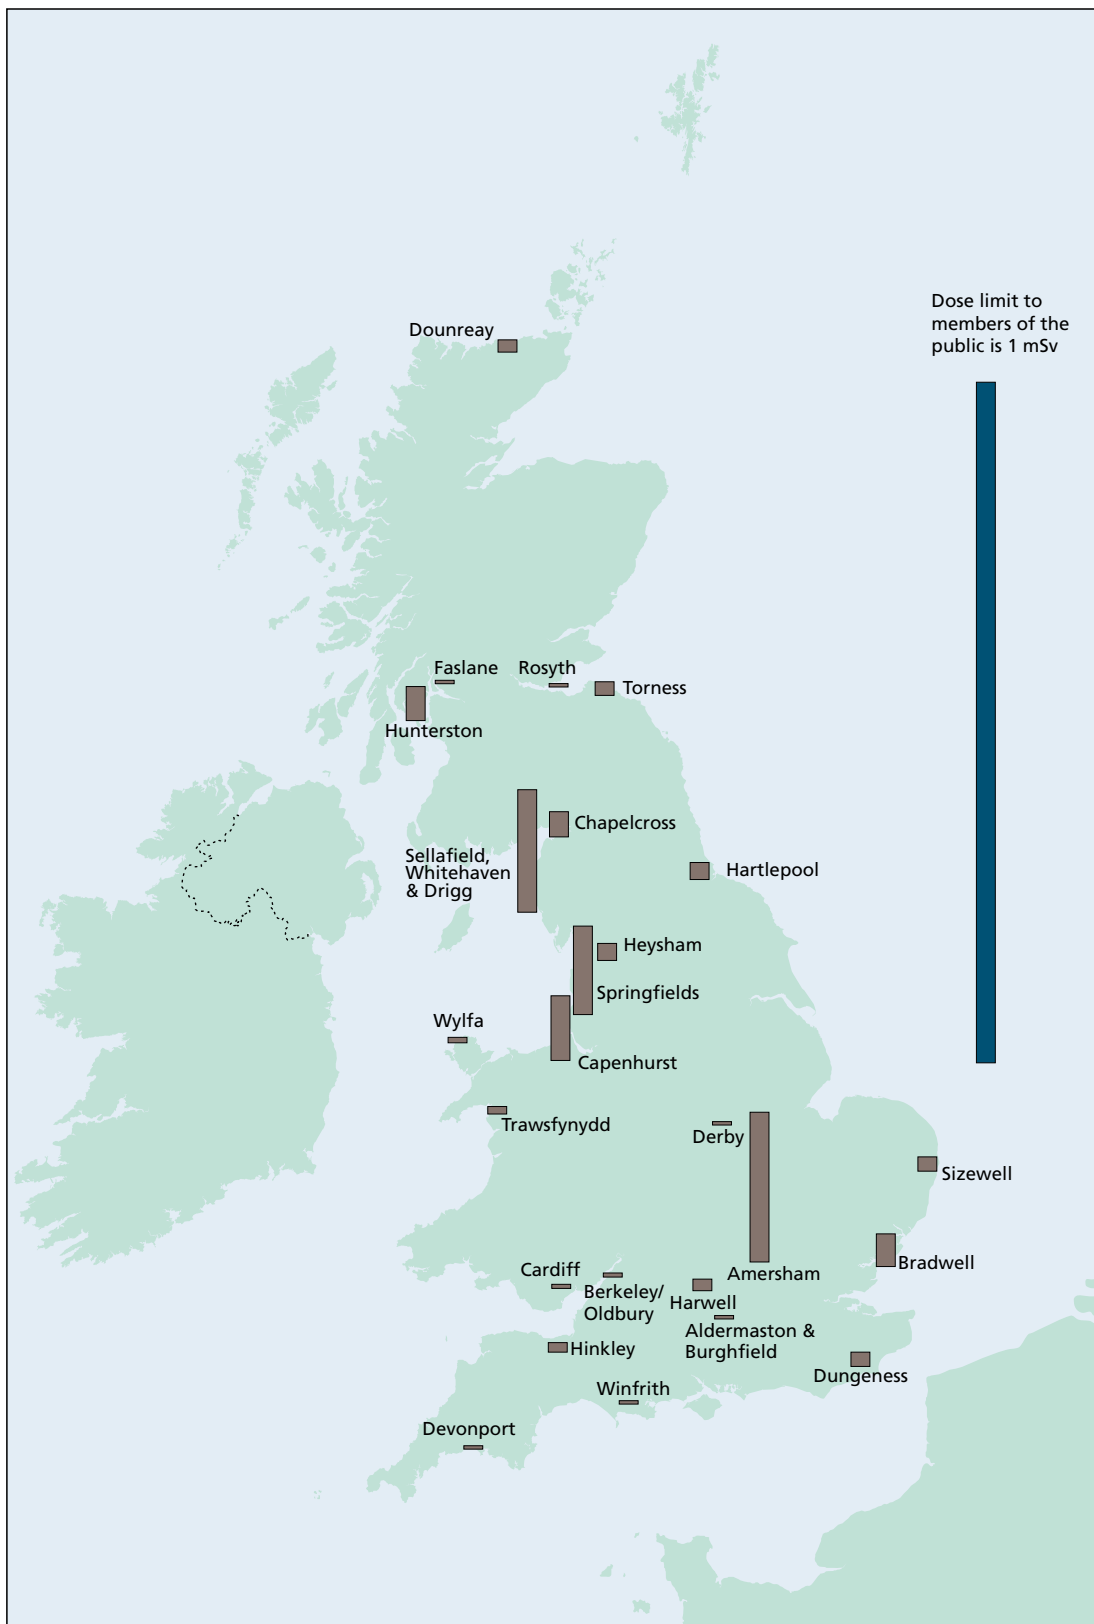 Dose limit to
members of the
public is 1 mSv
Dounreay
Faslane
Rosyth
Torness
Hunterston
Chapelcross
Sellafield,
Whitehaven
& Drigg
Hartlepool
Heysham
Springfields
Wylfa
Capenhurst
Trawsfynydd
Derby
Sizewell
Amersham
Bradwell
Cardiff
Berkeley/
Oldbury
Harwell
Aldermaston &
Burghfield
Hinkley
Dungeness
Winfrith
Devonport